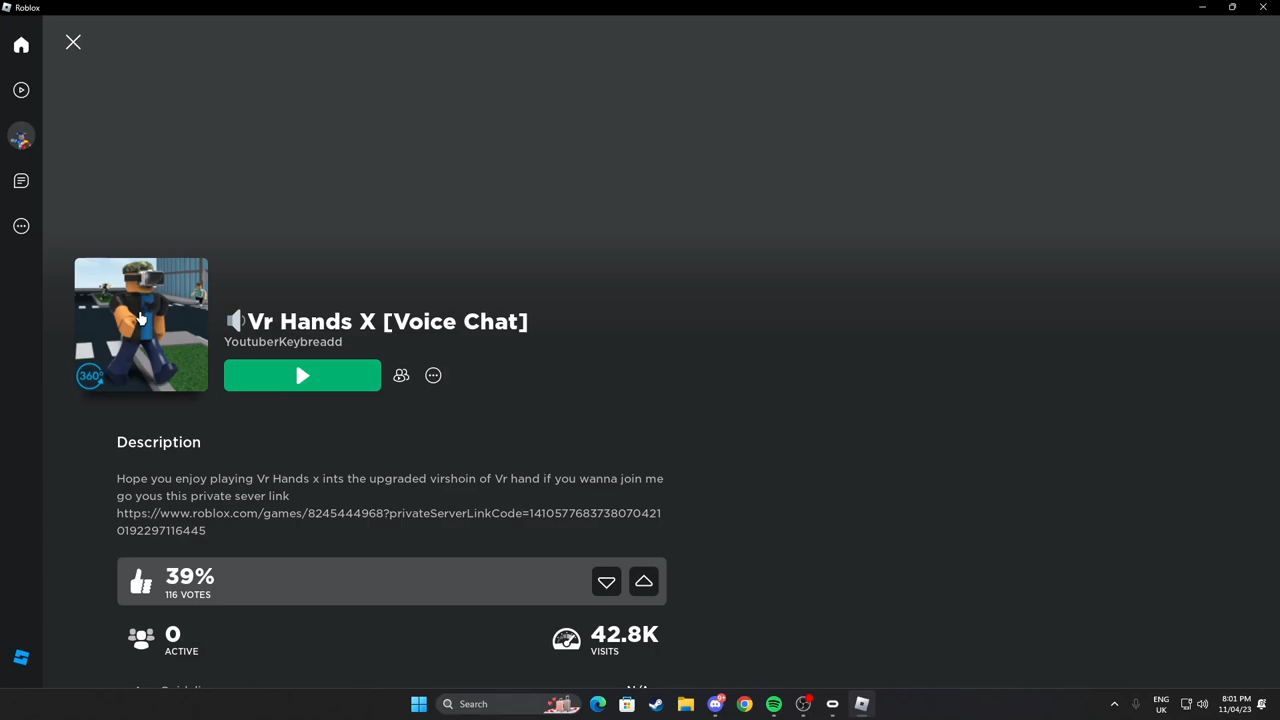 Roblox
360°
Vr Hands X [Voice Chat]
YoutuberKeybreadd
Description
Hope you enjoy playing Vr Hands x ints the upgraded virshoin of Vr hand if you wanna join me
go yous this private sever link
https://www.roblox.com/games/8245444968?privateServerLinkCode=1410577683738070421
0192297116445
39%
116 VOTES
0
ACTIVE
42.8K
VISITS
N/A
Search
9+
ENG
UK
8:01 PM
11/04/23